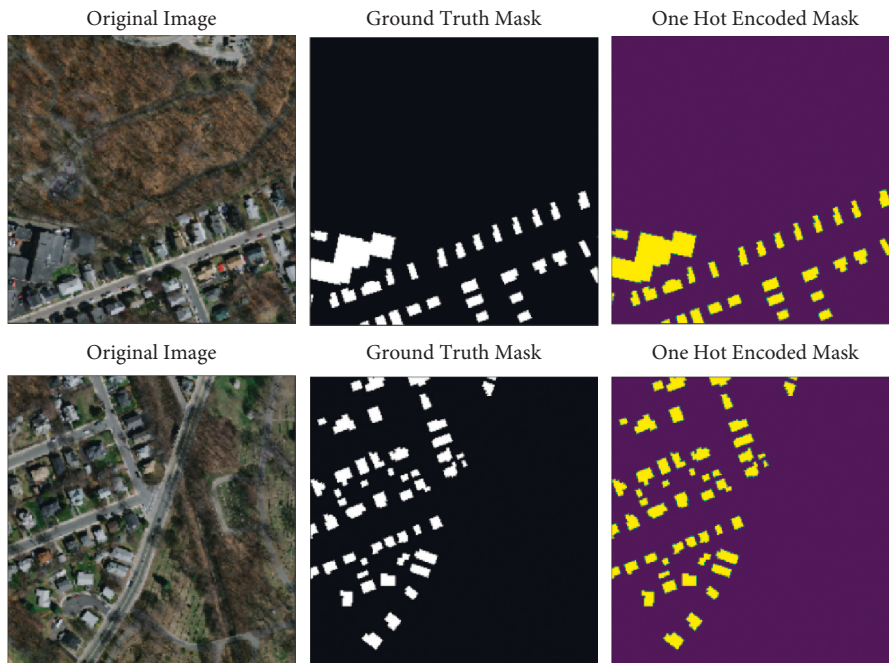 Original Image
Ground Truth Mask
One Hot Encoded Mask
Original Image
Ground Truth Mask
One Hot Encoded Mask